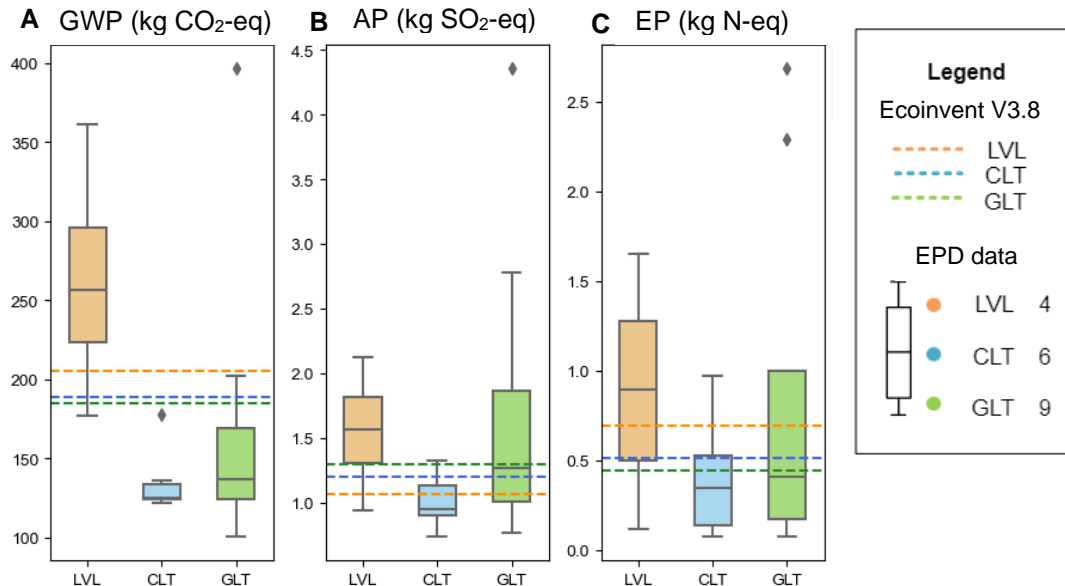 A GWP (kg CO₂-eq)
400
350
300
250
200
150
100
LVL CLT GLT
B AP (kg SO₂-eq)
4.5
4.0
3.5
3.0
2.5
2.0
1.5
1.0
LVL CLT GLT
C EP (kg N-eq)
2.5
2.0
1.5
1.0
0.5
0.0
LVL CLT GLT
Legend
Ecoinvent V3.8
LVL
CLT
GLT
EPD data
LVL 4
CLT 6
GLT 9